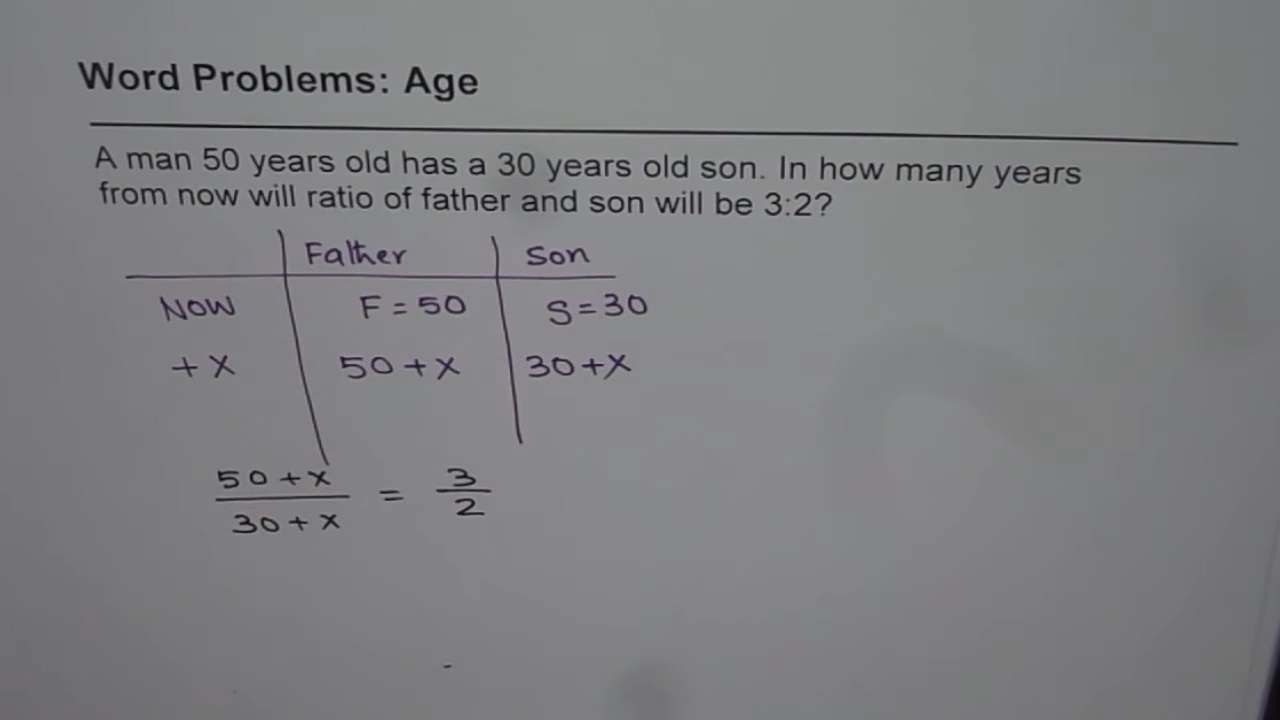 Word Problems: Age
A man 50 years old has a 30 years old son. In how many years
from now will ratio of father and son will be 3:2?
Father Son
NOW F = 50 S = 30
+ X 50 + X 30 + X
50 + x
30 + x
=
3
2